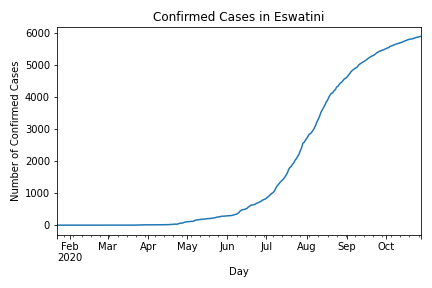 Confirmed Cases in Eswatini
Number of Confirmed Cases
6000
5000
4000
3000
2000
1000
0
Feb Mar Apr May Jun Jul Aug Sep Oct
2020
Day